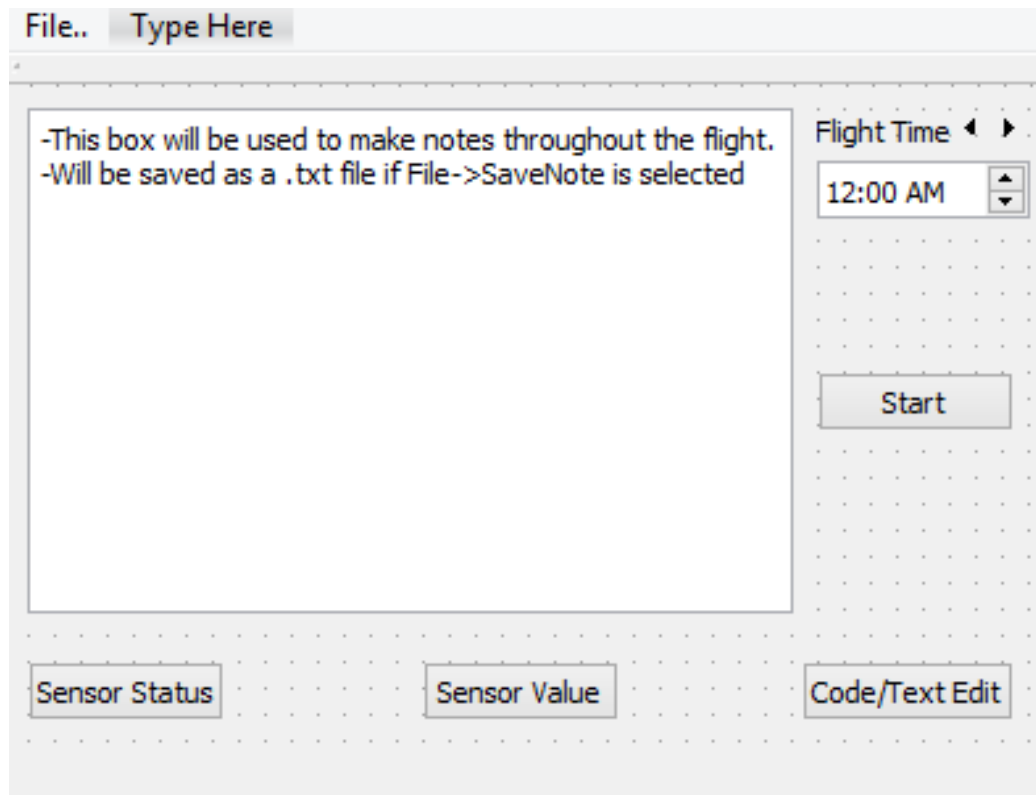 File.. Type Here
-This box will be used to make notes throughout the flight.
-Will be saved as a .txt file if File->SaveNote is selected
Flight Time
12:00 AM
Start
Sensor Status
Sensor Value
Code/Text Edit